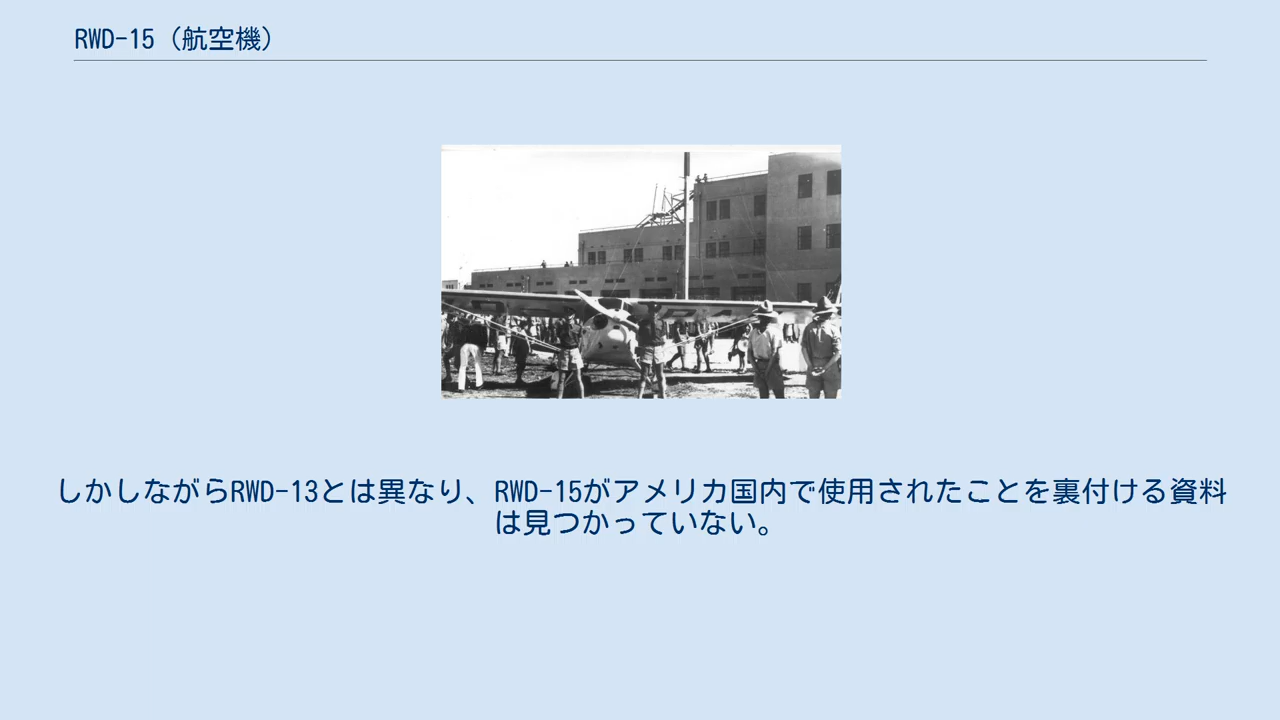 RWD-15（航空機）
しかしながらRWD-13とは異なり、RWD-15がアメリカ国内で使用されたことを裏付ける資料
は見つかっていない。